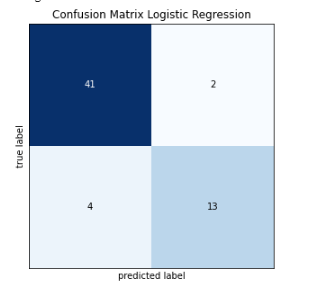 Confusion Matrix Logistic Regression
41 2
true label
4 13
predicted label